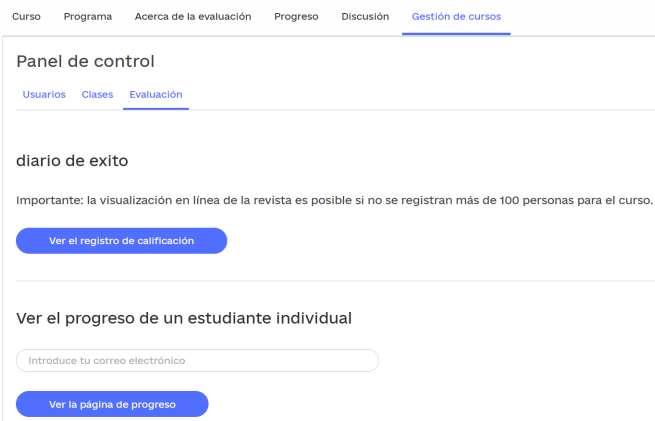 Curso Programa Acerca de la evaluación Progreso Discusión Gestión de cursos
Panel de control
Usuarios Clases Evaluación
diario de exito
Importante: la visualización en línea de la revista es posible si no se registran más de 100 personas para el curso.
Ver el registro de calificación
Ver el progreso de un estudiante individual
Introduce tu correo electrónico
Ver la página de progreso